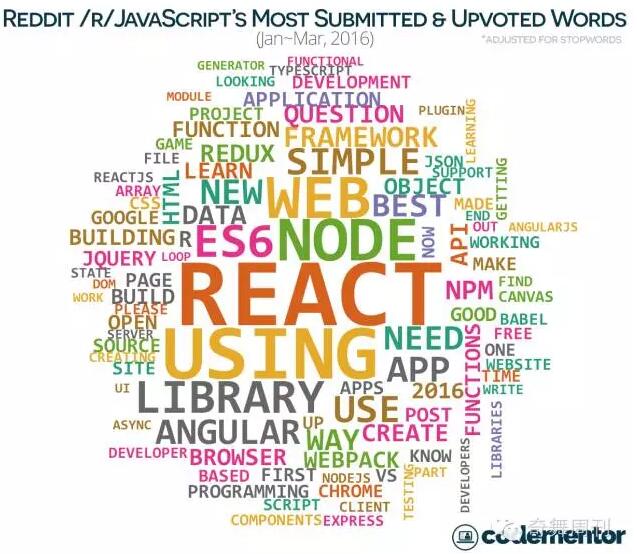 REDDIT /R/JAVASCRIPT'S MOST SUBMITTED & UPVOTED WORDS
(Jan~Mar, 2016)
*ADJUSTED FOR STOPWORDS
GENERATOR
FUNCTIONAL
TYPESCRIPT
LOOKING
DEVELOPMENT
MODULE
APPLICATION
PROJECT
QUESTION
PLUGIN
LEARNING
FUNCTION
FRAMEWORK
GAME
REDUX
SIMPLE
JSON
FILE
LEARN
SUPPORT
GETTING
REACTJS
HTML
NEW
WEB
OBJECT
ARRAY
CSS
DATA
BEST
MADE
GOOGLE
END
OUT
ANGULARJS
BUILDING
R
ES6
NODE
NOW
API
WORKING
JQUERY
LOOP
MAKE
STATE
DOM
PAGE
REACT
NPM
FIND
WORK
BUILD
CANVAS
PLEASE
OPEN
GOOD
BABEL
SERVER
SOURCE
USING
NEED
FUNCTIONS
FREE
CREATING
SITE
APP
ONE
WEBSITE
TIME
UI
LIBRARY
APPS
2016
WRITE
USE
POST
LIBRARIES
ASYNC
ANGULAR
UP
WAY
CREATE
DEVELOPER
BROWSER
WEBPACK
KNOW
DEVELOPERS
BASED
FIRST
NODEJS
VS
TESTING
PART
PROGRAMMING
CHROME
SCRIPT
CLIENT
COMPONENTS
EXPRESS
奇舞周刊
codementor